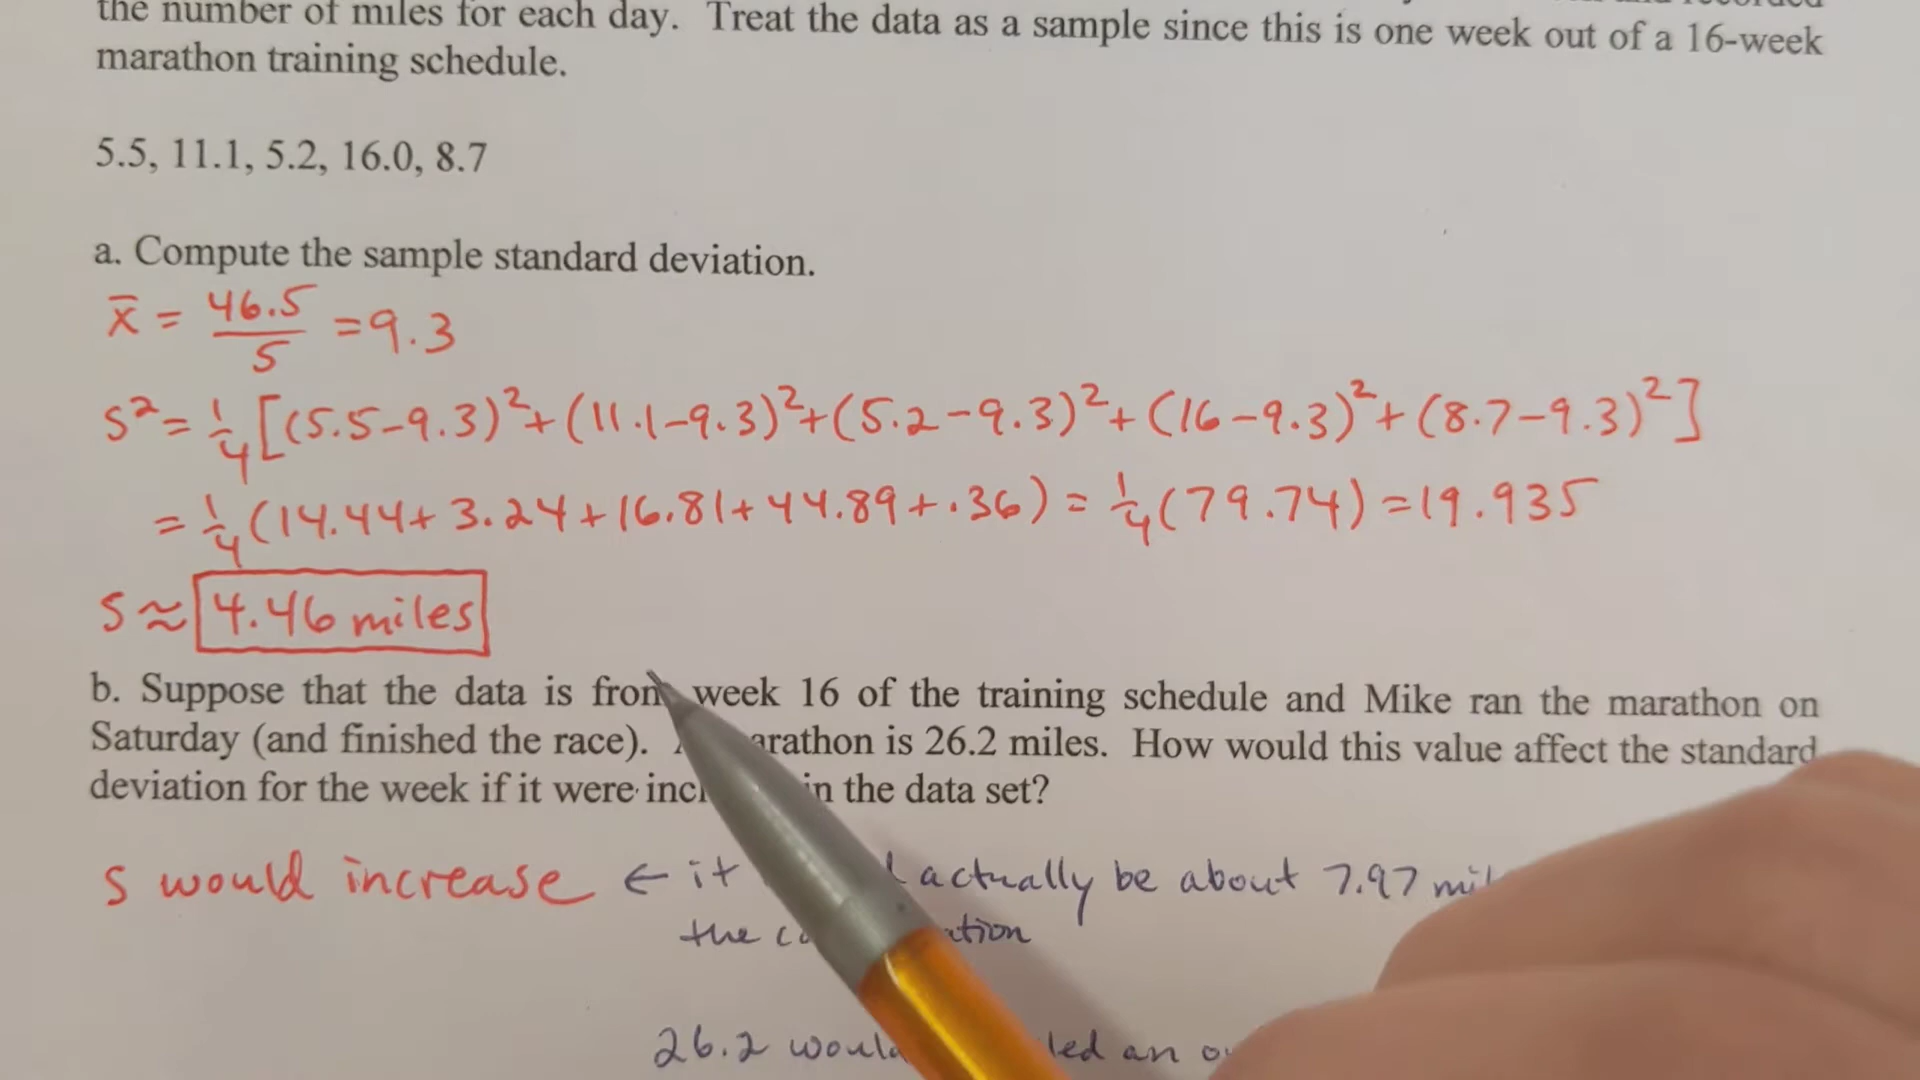 the number of miles for each day. Treat the data as a sample since this is one week out of a 16-week
marathon training schedule.
5.5, 11.1, 5.2, 16.0, 8.7
a. Compute the sample standard deviation.
x̄ = 46.5/5 = 9.3
s² = 1/4 [(5.5-9.3)² + (11.1-9.3)² + (5.2-9.3)² + (16-9.3)² + (8.7-9.3)²]
= 1/4 (14.44 + 3.24 + 16.81 + 44.89 + .36) = 1/4 (79.74) = 19.935
s ≈ 4.46 miles
b. Suppose that the data is from week 16 of the training schedule and Mike ran the marathon on
Saturday (and finished the race). marathon is 26.2 miles. How would this value affect the standard
deviation for the week if it were in the data set?
s would increase ← it actually be about 7.97
the
26.2 would an